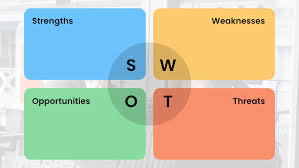 Strengths
Weaknesses
S W
O T
Opportunities
Threats